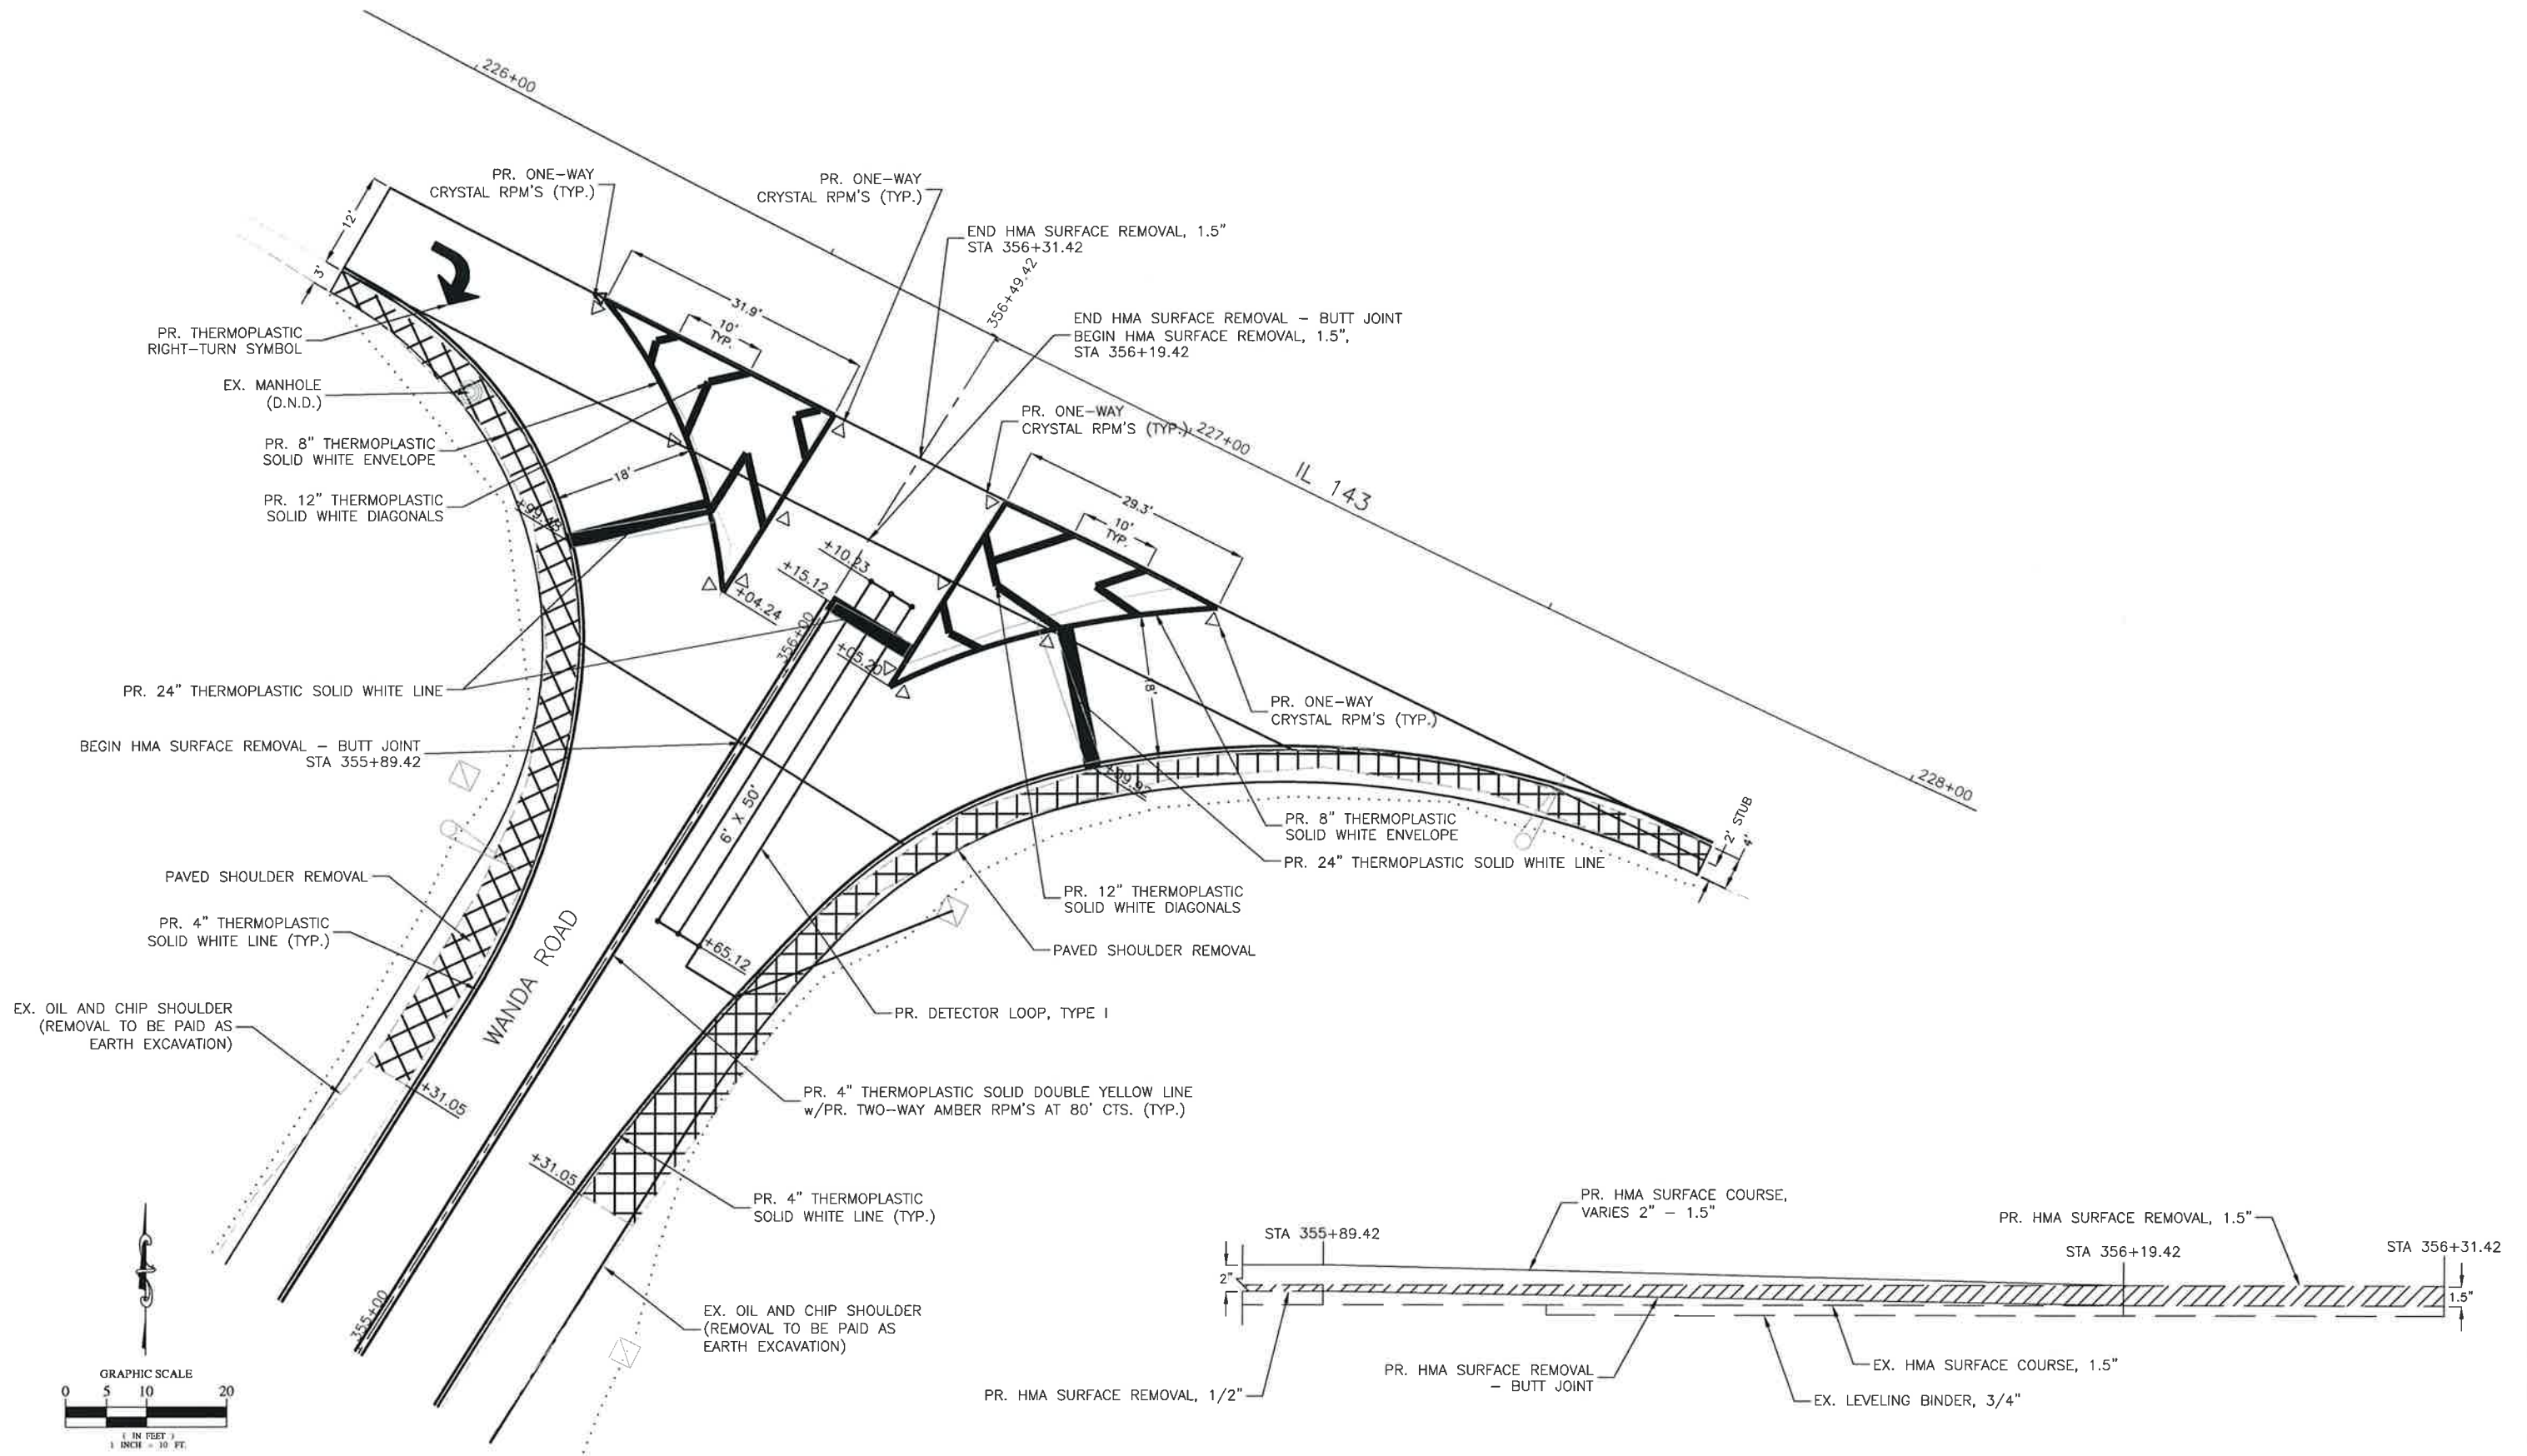 226+00
PR. ONE-WAY
CRYSTAL RPM'S (TYP.)
PR. ONE-WAY
CRYSTAL RPM'S (TYP.)
END HMA SURFACE REMOVAL, 1.5"
STA 356+31.42
12'
3'
31.9'
10'
TYP.
356+49.42
END HMA SURFACE REMOVAL - BUTT JOINT
BEGIN HMA SURFACE REMOVAL, 1.5",
STA 356+19.42
PR. THERMOPLASTIC
RIGHT-TURN SYMBOL
EX. MANHOLE
(D.N.D.)
PR. ONE-WAY
CRYSTAL RPM'S (TYP.)
227+00
IL 143
PR. 8" THERMOPLASTIC
SOLID WHITE ENVELOPE
18'
29.3'
10'
TYP.
PR. 12" THERMOPLASTIC
SOLID WHITE DIAGONALS
+10.23
+15.12
+04.24
356+00
+05.20
PR. 24" THERMOPLASTIC SOLID WHITE LINE
PR. ONE-WAY
CRYSTAL RPM'S (TYP.)
BEGIN HMA SURFACE REMOVAL - BUTT JOINT
STA 355+89.42
6' X 50'
228+00
2' STUB
4'
PR. 8" THERMOPLASTIC
SOLID WHITE ENVELOPE
PR. 24" THERMOPLASTIC SOLID WHITE LINE
PAVED SHOULDER REMOVAL
PR. 12" THERMOPLASTIC
SOLID WHITE DIAGONALS
PR. 4" THERMOPLASTIC
SOLID WHITE LINE (TYP.)
WANDA ROAD
+65.12
PAVED SHOULDER REMOVAL
EX. OIL AND CHIP SHOULDER
(REMOVAL TO BE PAID AS
EARTH EXCAVATION)
PR. DETECTOR LOOP, TYPE I
+31.05
PR. 4" THERMOPLASTIC SOLID DOUBLE YELLOW LINE
w/PR. TWO-WAY AMBER RPM'S AT 80' CTS. (TYP.)
+31.05
PR. 4" THERMOPLASTIC
SOLID WHITE LINE (TYP.)
355+00
EX. OIL AND CHIP SHOULDER
(REMOVAL TO BE PAID AS
EARTH EXCAVATION)
GRAPHIC SCALE
0 5 10 20
( IN FEET )
1 INCH = 10 FT.
PR. HMA SURFACE COURSE,
VARIES 2" - 1.5"
PR. HMA SURFACE REMOVAL, 1.5"
STA 355+89.42
STA 356+19.42
STA 356+31.42
2"
1.5"
PR. HMA SURFACE REMOVAL
- BUTT JOINT
EX. HMA SURFACE COURSE, 1.5"
PR. HMA SURFACE REMOVAL, 1/2"
EX. LEVELING BINDER, 3/4"